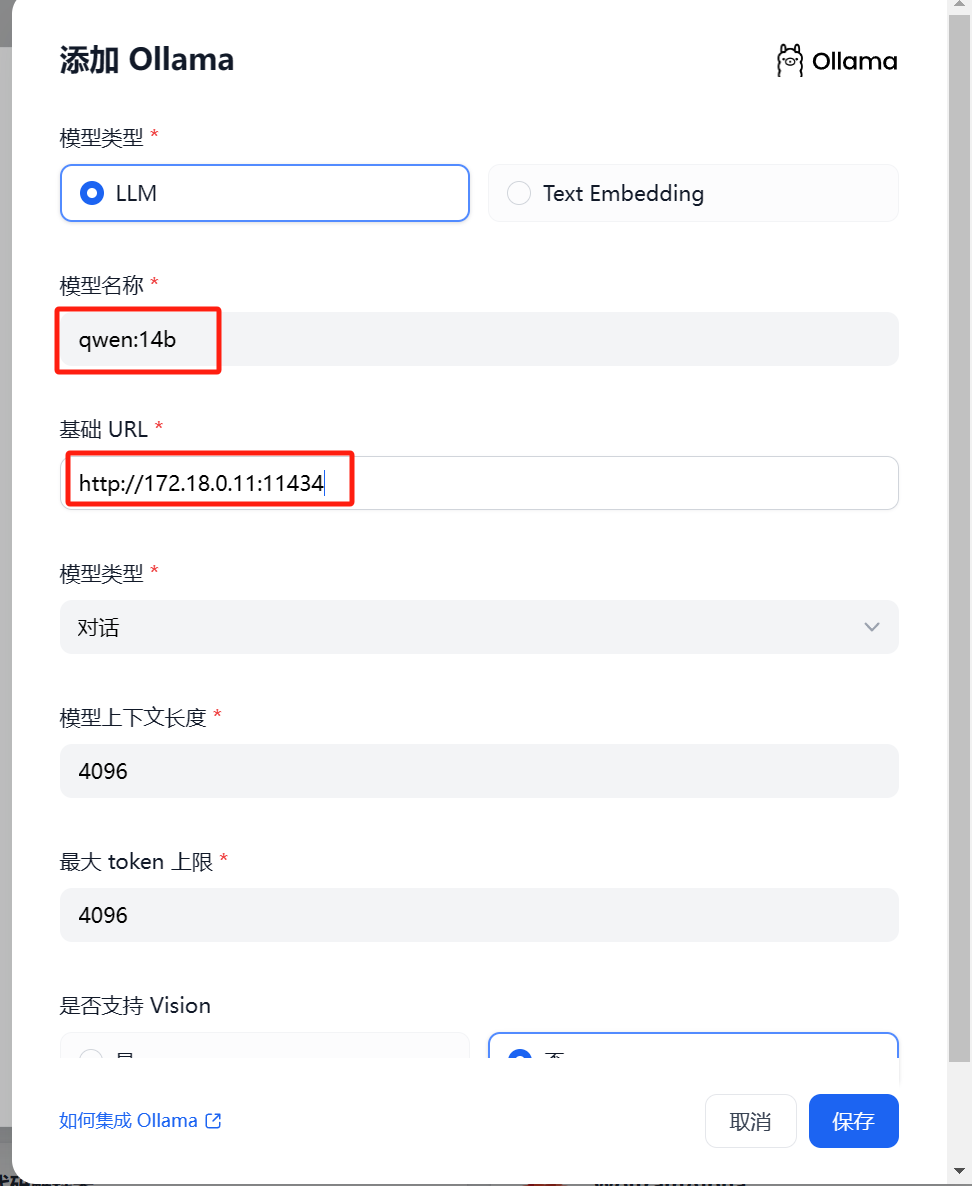 添加 Ollama
Ollama
模型类型 *
LLM
Text Embedding
模型名称 *
qwen:14b
基础 URL *
http://172.18.0.11:11434
模型类型 *
对话
模型上下文长度 *
4096
最大 token 上限 *
4096
是否支持 Vision
是
否
如何集成 Ollama
取消
保存